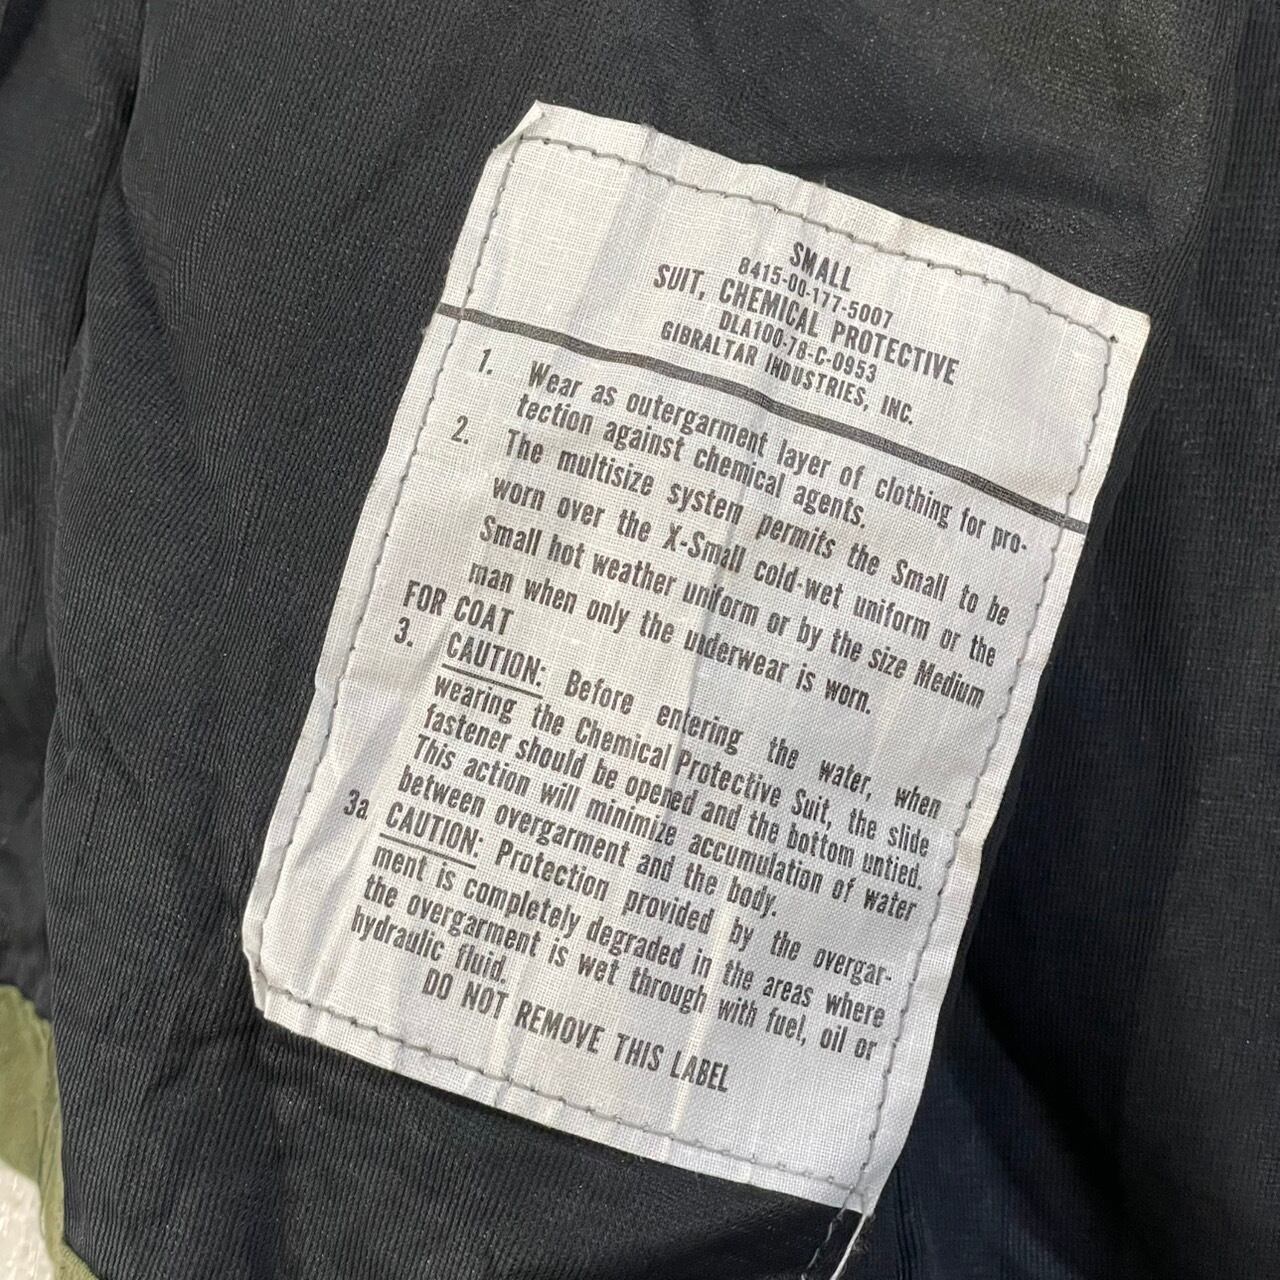 SMALL
8415-00-177-5007
SUIT, CHEMICAL PROTECTIVE
DLA100-78-C-0953
GIBRALTAR INDUSTRIES, INC.
1. Wear as outergarment layer of clothing for pro-
tection against chemical agents.
2. The multisize system permits the Small to be
worn over the X-Small cold-wet uniform or the
Small hot weather uniform or by the size Medium
man when only the underwear is worn.
FOR COAT
3. CAUTION: Before entering the water, when
wearing the Chemical Protective Suit, the slide
fastener should be opened and the bottom untied.
This action will minimize accumulation of water
between overgarment and the body.
3a CAUTION: Protection provided by the overgar-
ment is completely degraded in the areas where
the overgarment is wet through with fuel, oil or
hydraulic fluid.
DO NOT REMOVE THIS LABEL